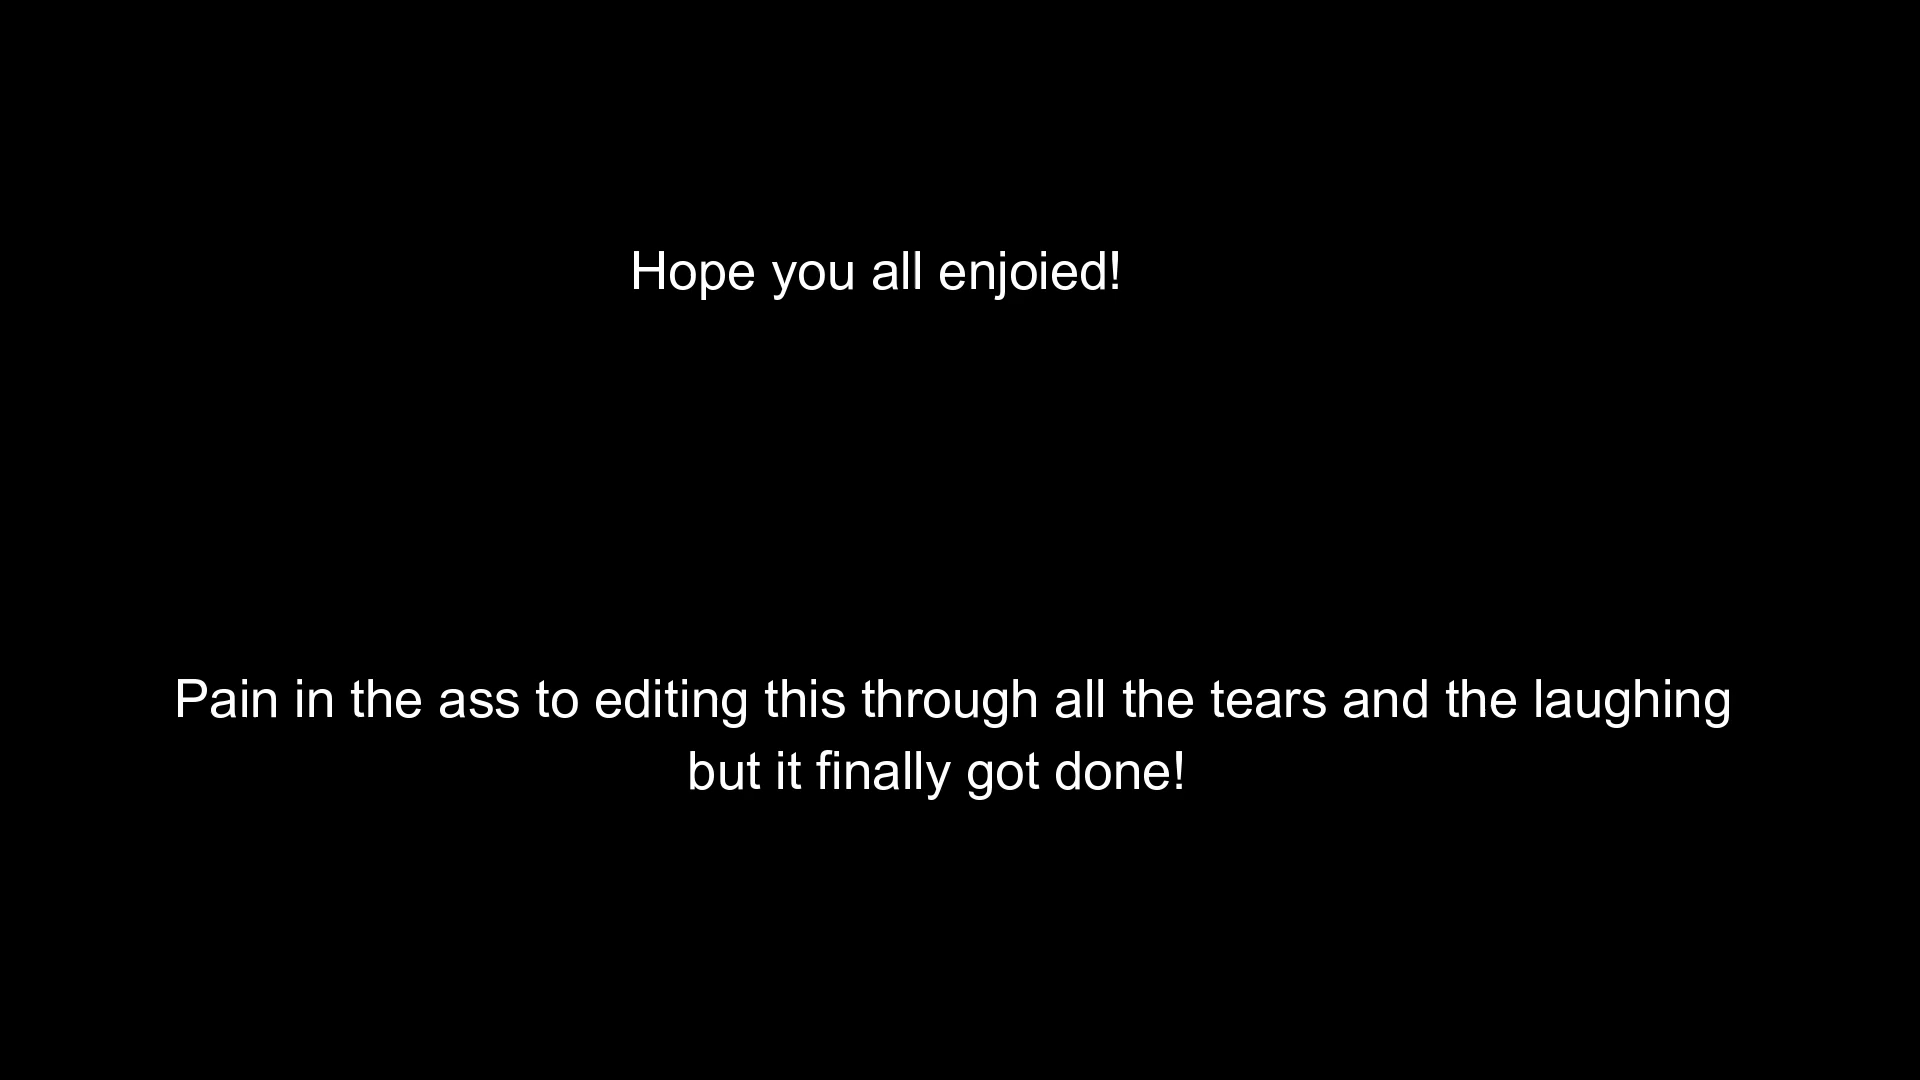 Hope you all enjoied!
Pain in the ass to editing this through all the tears and the laughing
but it finally got done!